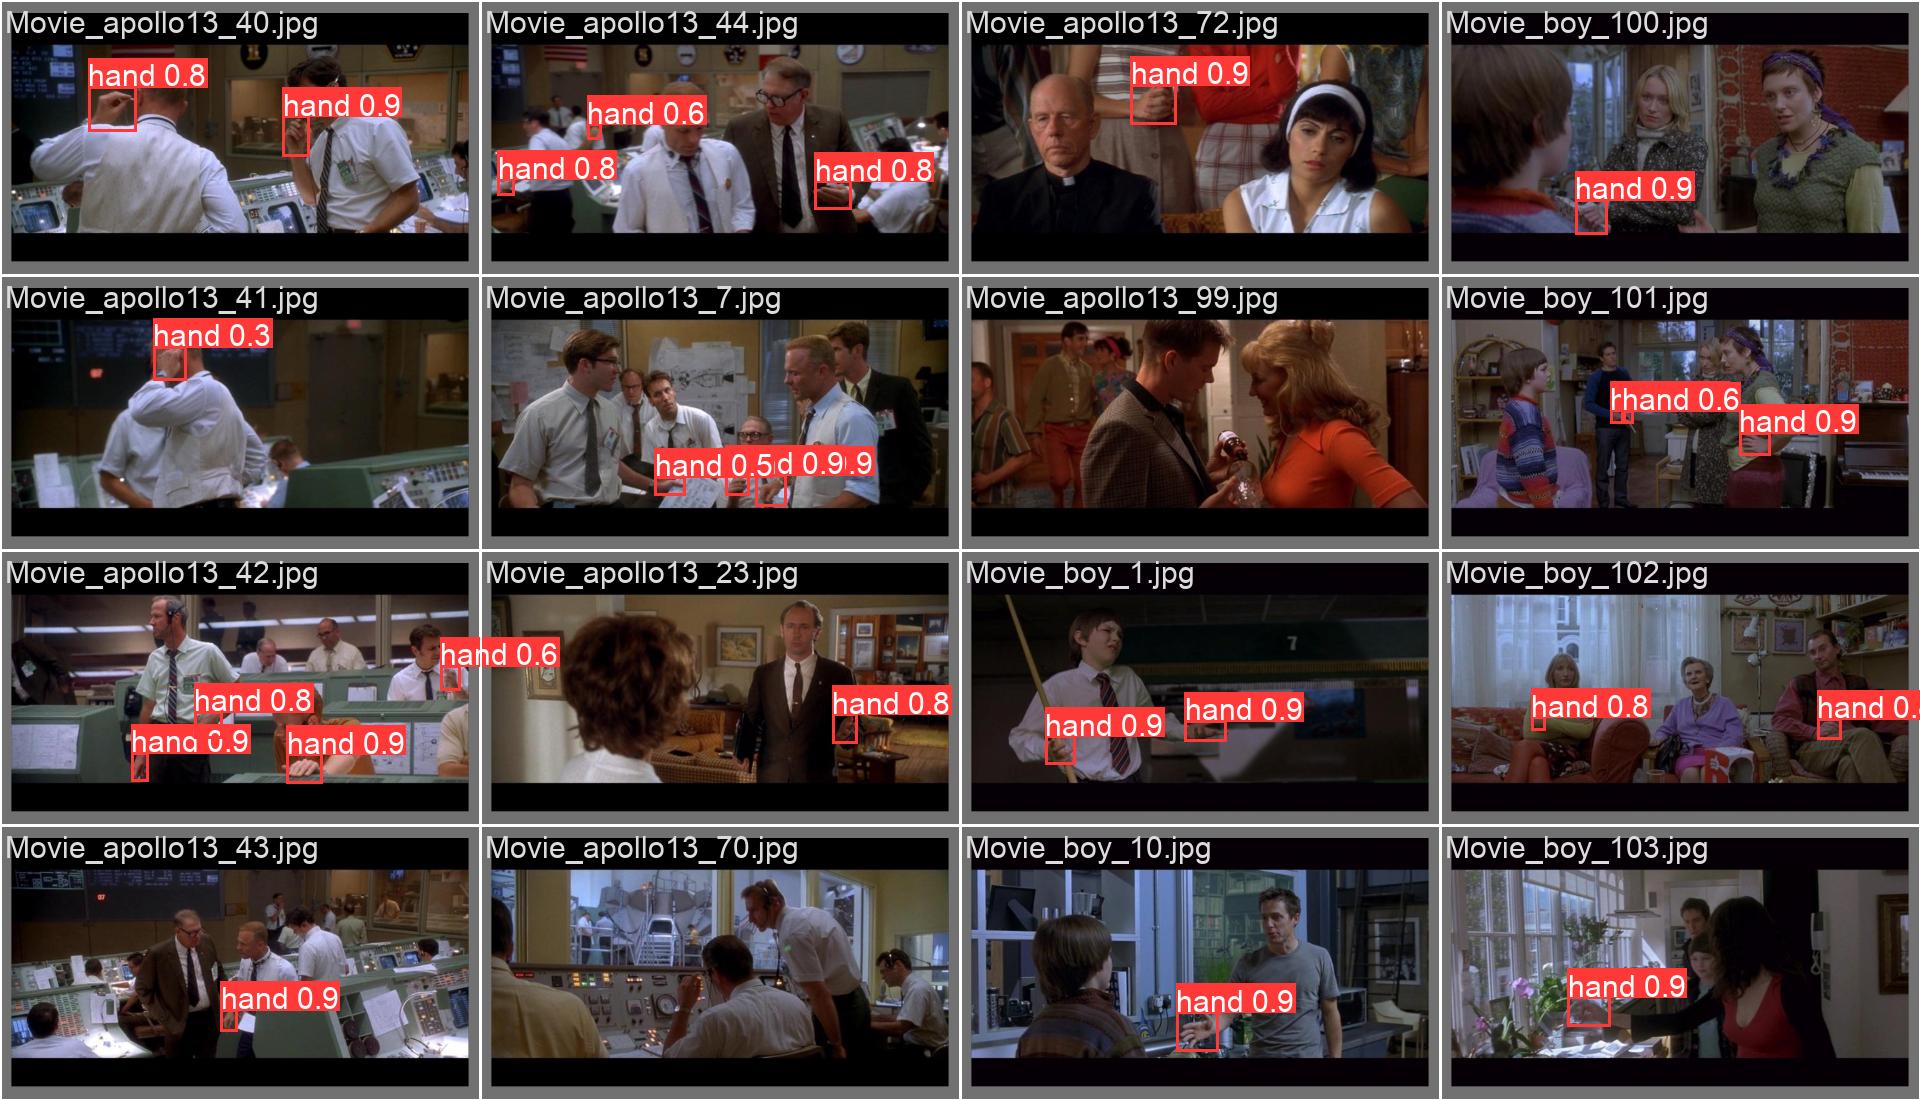 Movie_apollo13_40.jpg
hand 0.8
hand 0.9
Movie_apollo13_44.jpg
hand 0.6
hand 0.8
hand 0.8
Movie_apollo13_72.jpg
hand 0.9
Movie_boy_100.jpg
hand 0.9
Movie_apollo13_41.jpg
hand 0.3
Movie_apollo13_7.jpg
hand 0.5d 0.9.9
Movie_apollo13_99.jpg
Movie_boy_101.jpg
rhand 0.6
hand 0.9
Movie_apollo13_42.jpg
hand 0.6
hand 0.8
hand 0.9
hand 0.9
Movie_apollo13_23.jpg
hand 0.8
Movie_boy_1.jpg
7
hand 0.9
hand 0.9
Movie_boy_102.jpg
hand 0.8
hand 0.
Movie_apollo13_43.jpg
hand 0.9
Movie_apollo13_70.jpg
Movie_boy_10.jpg
hand 0.9
Movie_boy_103.jpg
hand 0.9